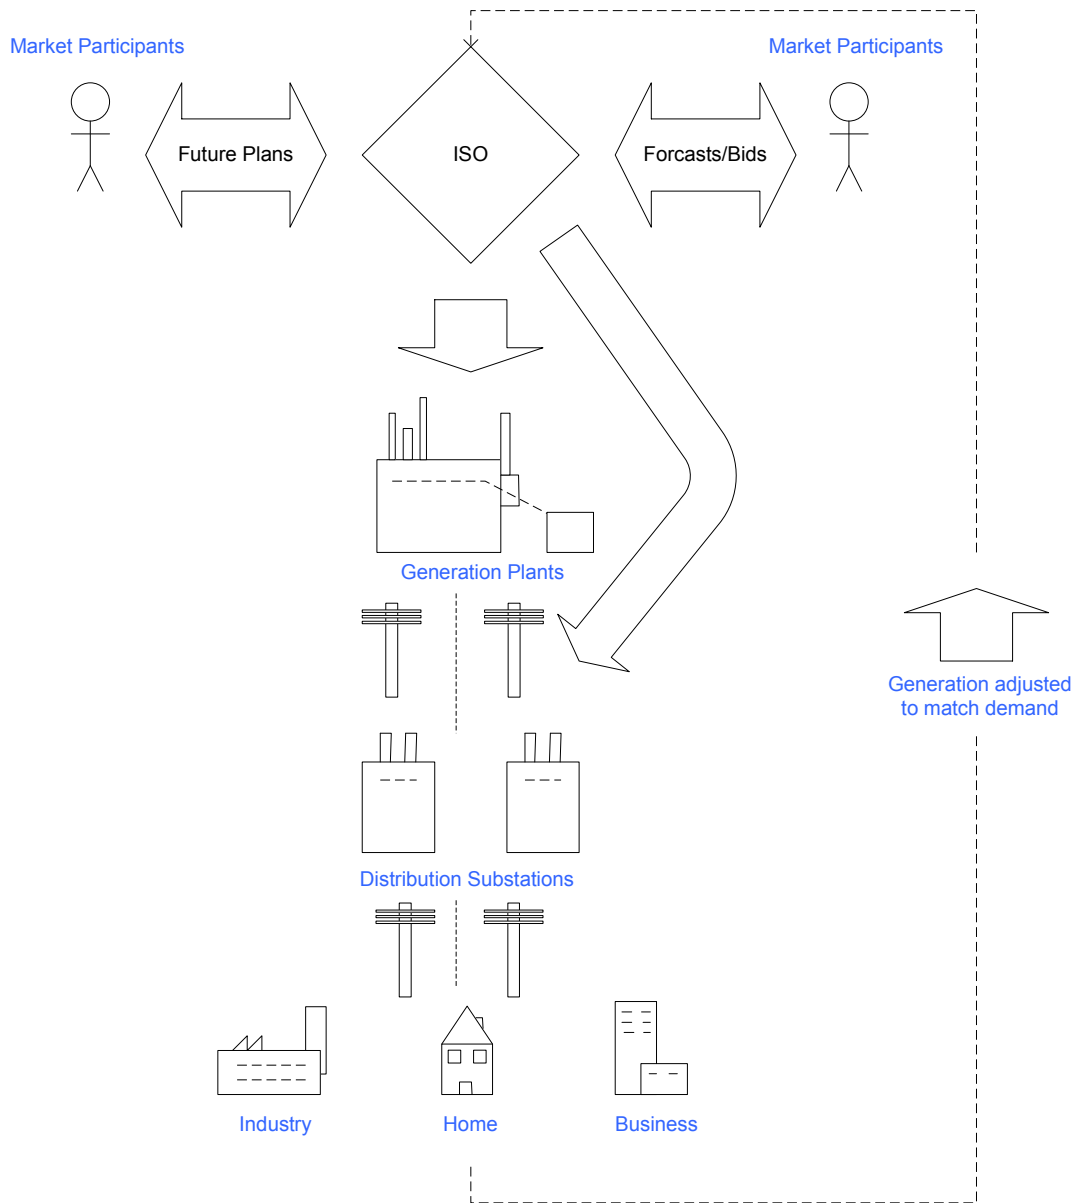 Market Participants
Market Participants
Future Plans
ISO
Forcasts/Bids
Generation Plants
Generation adjusted
to match demand
Distribution Substations
Industry
Home
Business